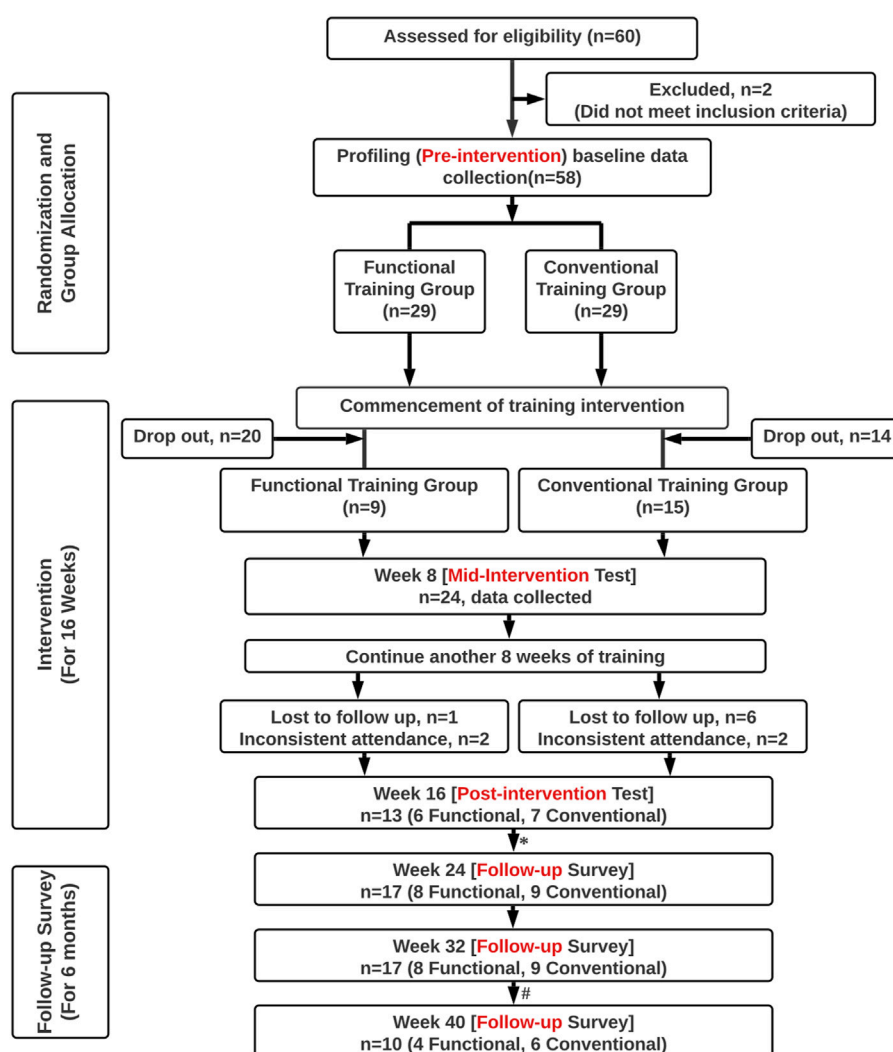 Assessed for eligibility (n=60)
Excluded, n=2
(Did not meet inclusion criteria)
Randomization and
Group Allocation
Profiling (Pre-intervention) baseline data
collection(n=58)
Functional
Training Group
(n=29)
Conventional
Training Group
(n=29)
Intervention
(For 16 Weeks)
Commencement of training intervention
Drop out, n=20
Drop out, n=14
Functional Training Group
(n=9)
Conventional Training Group
(n=15)
Week 8 [Mid-Intervention Test]
n=24, data collected
Continue another 8 weeks of training
Lost to follow up, n=1
Inconsistent attendance, n=2
Lost to follow up, n=6
Inconsistent attendance, n=2
Week 16 [Post-intervention Test]
n=13 (6 Functional, 7 Conventional)
*
Follow-up Survey
(For 6 months)
Week 24 [Follow-up Survey]
n=17 (8 Functional, 9 Conventional)
Week 32 [Follow-up Survey]
n=17 (8 Functional, 9 Conventional)
#
Week 40 [Follow-up Survey]
n=10 (4 Functional, 6 Conventional)